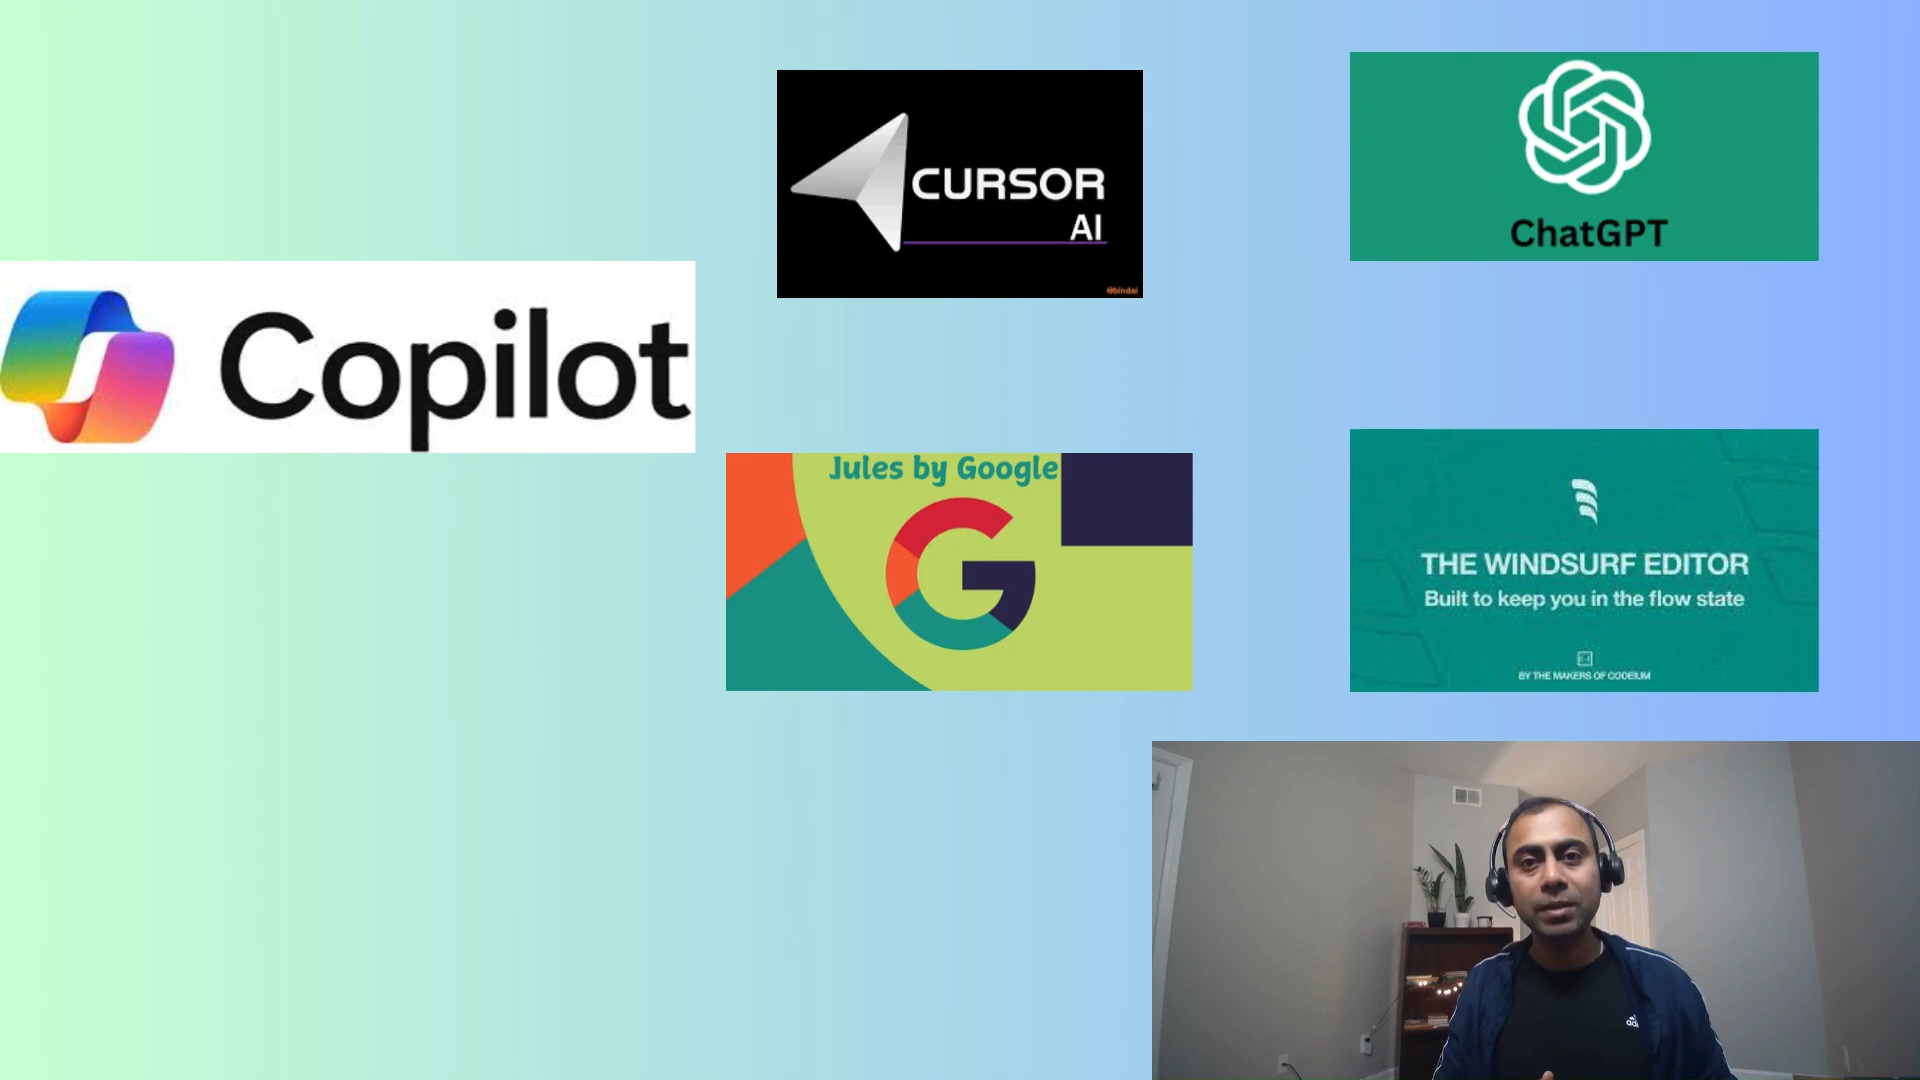 CURSOR
AI
@bindai
ChatGPT
Copilot
Jules by Google
THE WINDSURF EDITOR
Built to keep you in the flow state
BY THE MAKERS OF CODEIUM